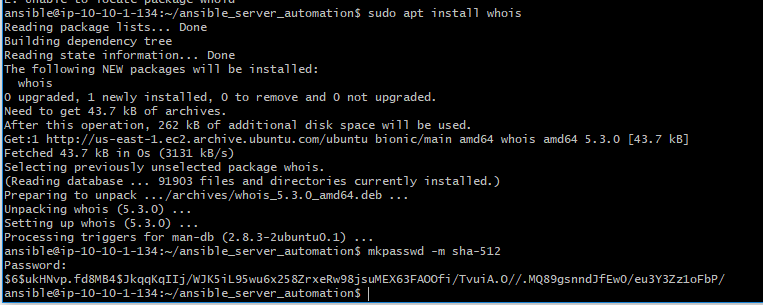 ansible@ip-10-10-1-134:~/ansible_server_automation$ sudo apt install whois
Reading package lists... Done
Building dependency tree
Reading state information... Done
The following NEW packages will be installed:
  whois
0 upgraded, 1 newly installed, 0 to remove and 0 not upgraded.
Need to get 43.7 kB of archives.
After this operation, 262 kB of additional disk space will be used.
Get:1 http://us-east-1.ec2.archive.ubuntu.com/ubuntu bionic/main amd64 whois amd64 5.3.0 [43.7 kB]
Fetched 43.7 kB in 0s (3131 kB/s)
Selecting previously unselected package whois.
(Reading database ... 91903 files and directories currently installed.)
Preparing to unpack .../archives/whois_5.3.0_amd64.deb ...
Unpacking whois (5.3.0) ...
Setting up whois (5.3.0) ...
Processing triggers for man-db (2.8.3-2ubuntu0.1) ...
ansible@ip-10-10-1-134:~/ansible_server_automation$ mkpasswd -m sha-512
Password:
$6$ukHNvp.fd8MB4$JkqqKqIIj/WJK5iL95wu6x258ZrxeRw98jsuMEX63FAOOfi/TvuiA.O//.MQ89gsnndJfEwO/eu3Y3Zz1oFbP/
ansible@ip-10-10-1-134:~/ansible_server_automation$